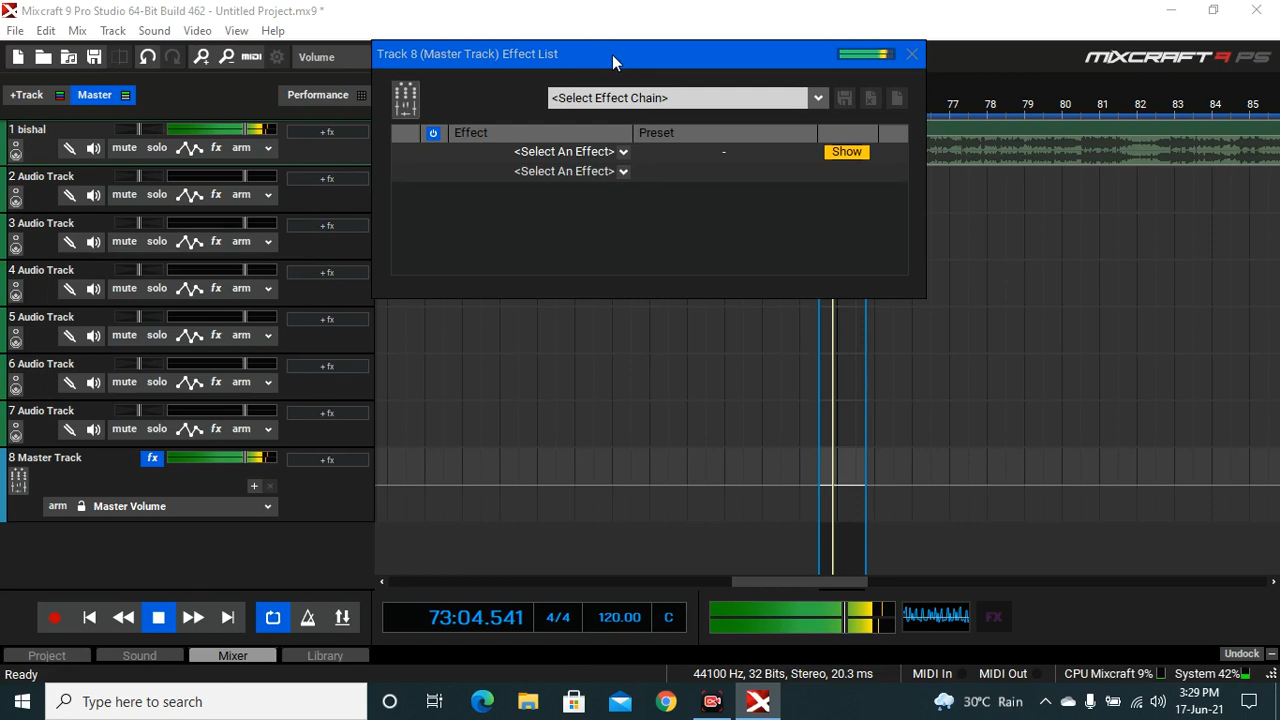 Mixcraft 9 Pro Studio 64-Bit Build 462 - Untitled Project.mx9 *
File Edit Mix Track Sound Video View Help
MIDI Volume
MIXCRAFT 9 PS
Track 8 (Master Track) Effect List
<Select Effect Chain>
+Track Master Performance
77 78 79 80 81 82 83 84 85
Effect Preset
<Select An Effect> - Show
<Select An Effect>
1 bishal +fx
mute solo fx arm
2 Audio Track +fx
mute solo fx arm
3 Audio Track +fx
mute solo fx arm
4 Audio Track +fx
mute solo fx arm
5 Audio Track +fx
mute solo fx arm
6 Audio Track +fx
mute solo fx arm
7 Audio Track +fx
mute solo fx arm
8 Master Track fx +fx
+ ×
arm Master Volume
73:04.541 4/4 120.00 C FX
Project Sound Mixer Library Undock
Ready 44100 Hz, 32 Bits, Stereo, 20.3 ms MIDI In MIDI Out CPU Mixcraft 9% System 42%
Type here to search 30°C Rain 3:29 PM
17-Jun-21